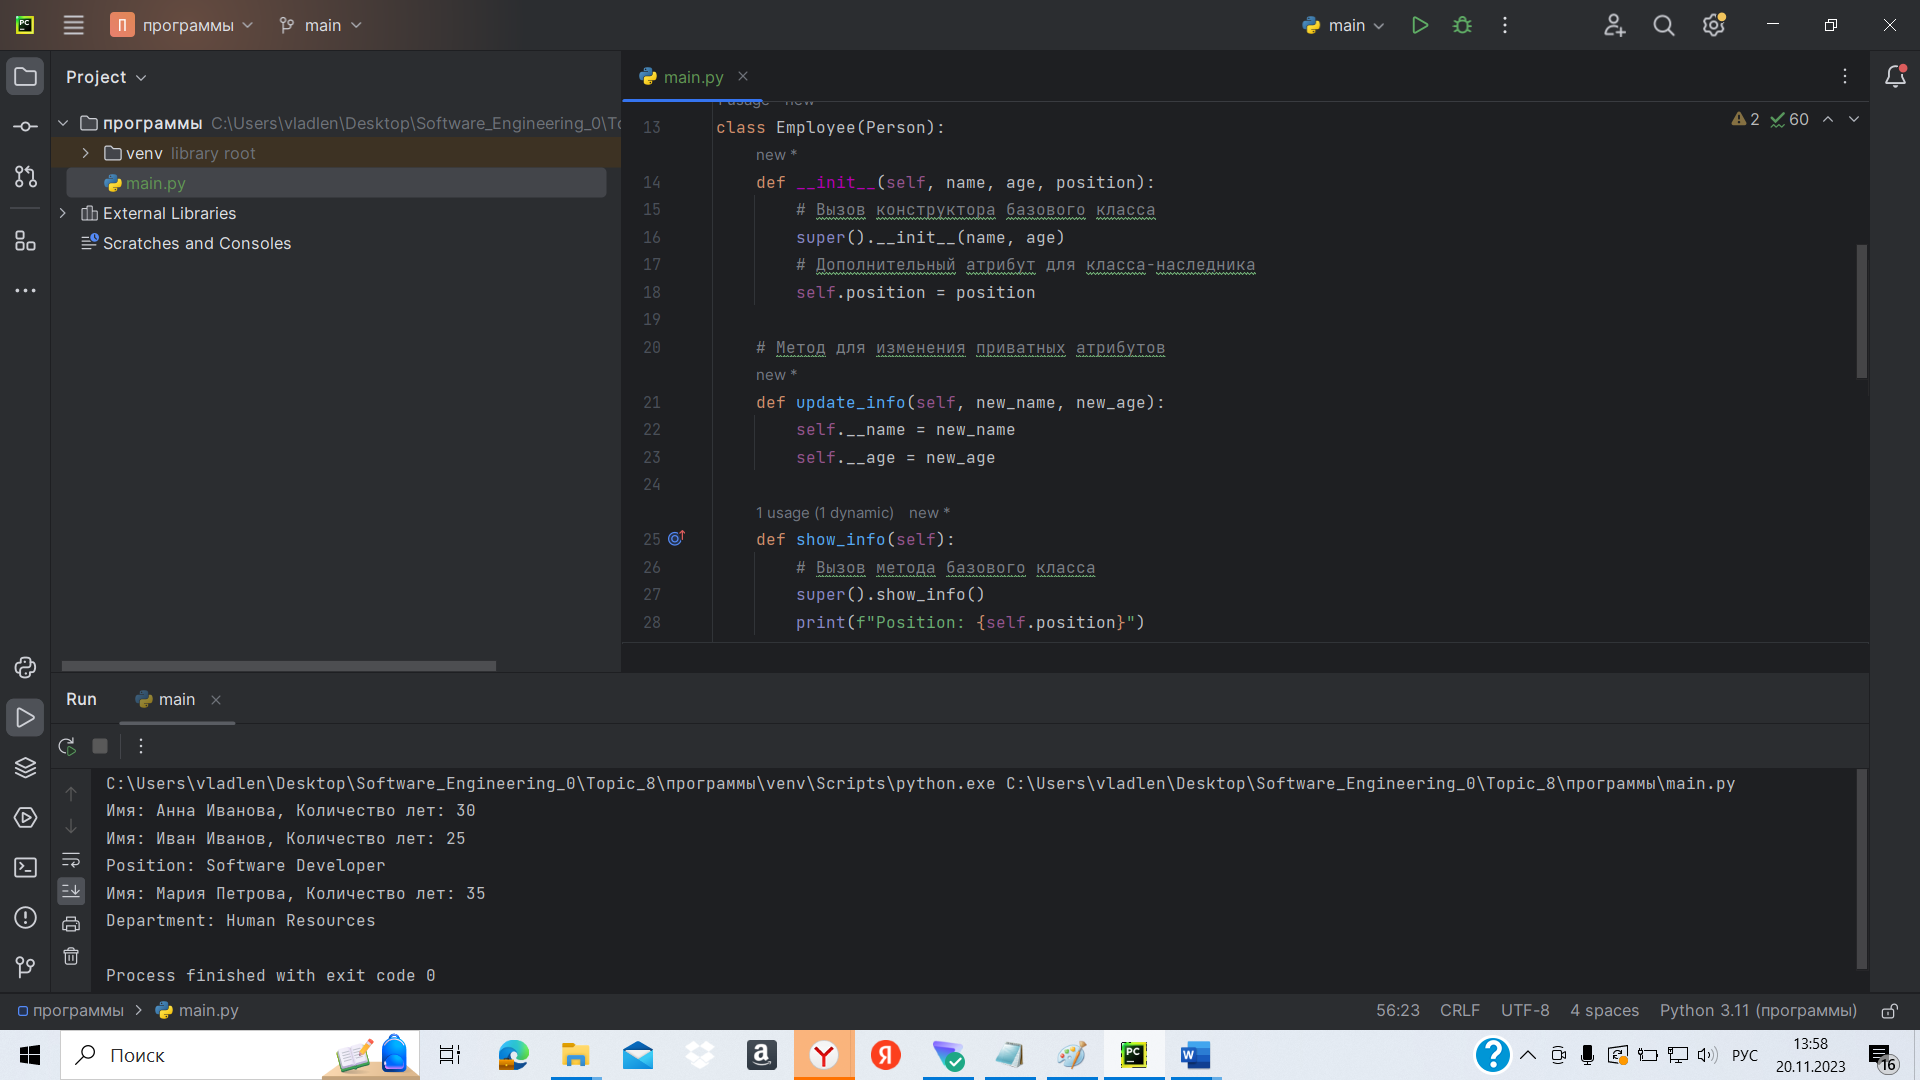 П программы main
main
Project
main.py
программы C:\Users\vladlen\Desktop\Software_Engineering_0\To
venv library root
main.py
External Libraries
Scratches and Consoles
2 60
13 class Employee(Person):
new *
14 def __init__(self, name, age, position):
15 # Вызов конструктора базового класса
16 super().__init__(name, age)
17 # Дополнительный атрибут для класса-наследника
18 self.position = position
19
20 # Метод для изменения приватных атрибутов
new *
21 def update_info(self, new_name, new_age):
22 self.__name = new_name
23 self.__age = new_age
24
1 usage (1 dynamic) new *
25 def show_info(self):
26 # Вызов метода базового класса
27 super().show_info()
28 print(f"Position: {self.position}")
Run main
C:\Users\vladlen\Desktop\Software_Engineering_0\Topic_8\программы\venv\Scripts\python.exe C:\Users\vladlen\Desktop\Software_Engineering_0\Topic_8\программы\main.py
Имя: Анна Иванова, Количество лет: 30
Имя: Иван Иванов, Количество лет: 25
Position: Software Developer
Имя: Мария Петрова, Количество лет: 35
Department: Human Resources
Process finished with exit code 0
программы main.py
56:23 CRLF UTF-8 4 spaces Python 3.11 (программы)
Поиск
РУС
13:58
20.11.2023
16